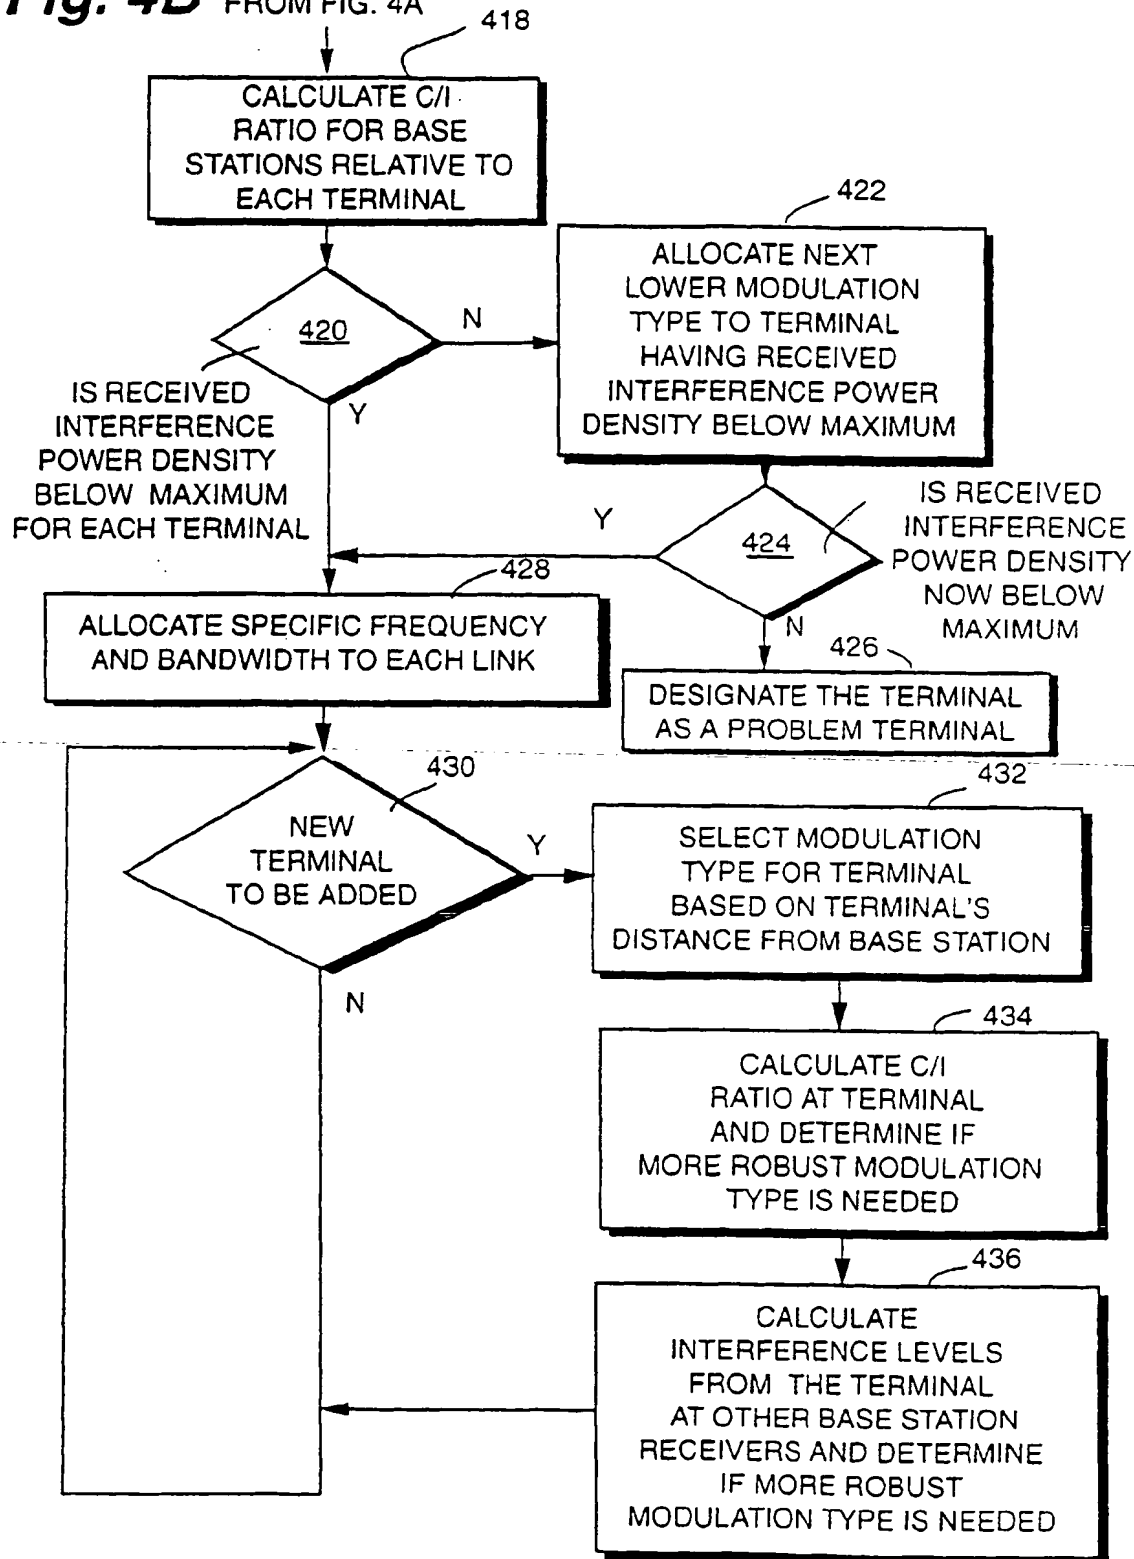 Fig. 4B FROM FIG. 4A
418
CALCULATE C/I
RATIO FOR BASE
STATIONS RELATIVE TO
EACH TERMINAL
422
ALLOCATE NEXT
LOWER MODULATION
TYPE TO TERMINAL
HAVING RECEIVED
INTERFERENCE POWER
DENSITY BELOW MAXIMUM
420
N
Y
IS RECEIVED
INTERFERENCE
POWER DENSITY
BELOW MAXIMUM
FOR EACH TERMINAL
424
Y
N
IS RECEIVED
INTERFERENCE
POWER DENSITY
NOW BELOW
MAXIMUM
428
ALLOCATE SPECIFIC FREQUENCY
AND BANDWIDTH TO EACH LINK
426
DESIGNATE THE TERMINAL
AS A PROBLEM TERMINAL
430
NEW
TERMINAL
TO BE ADDED
Y
N
432
SELECT MODULATION
TYPE FOR TERMINAL
BASED ON TERMINAL'S
DISTANCE FROM BASE STATION
434
CALCULATE C/I
RATIO AT TERMINAL
AND DETERMINE IF
MORE ROBUST MODULATION
TYPE IS NEEDED
436
CALCULATE
INTERFERENCE LEVELS
FROM THE TERMINAL
AT OTHER BASE STATION
RECEIVERS AND DETERMINE
IF MORE ROBUST
MODULATION TYPE IS NEEDED